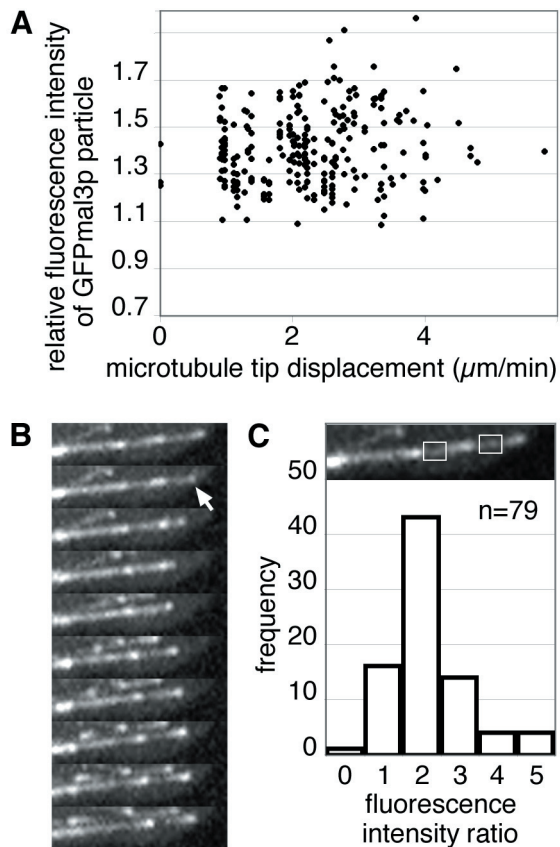 A
relative fluorescence intensity
of GFPmal3p particle
1.7
1.5
1.3
1.1
0.9
0.7
0 2 4
microtubule tip displacement (µm/min)
B
C
n=79
frequency
50
40
30
20
10
0
0 1 2 3 4 5
fluorescence
intensity ratio